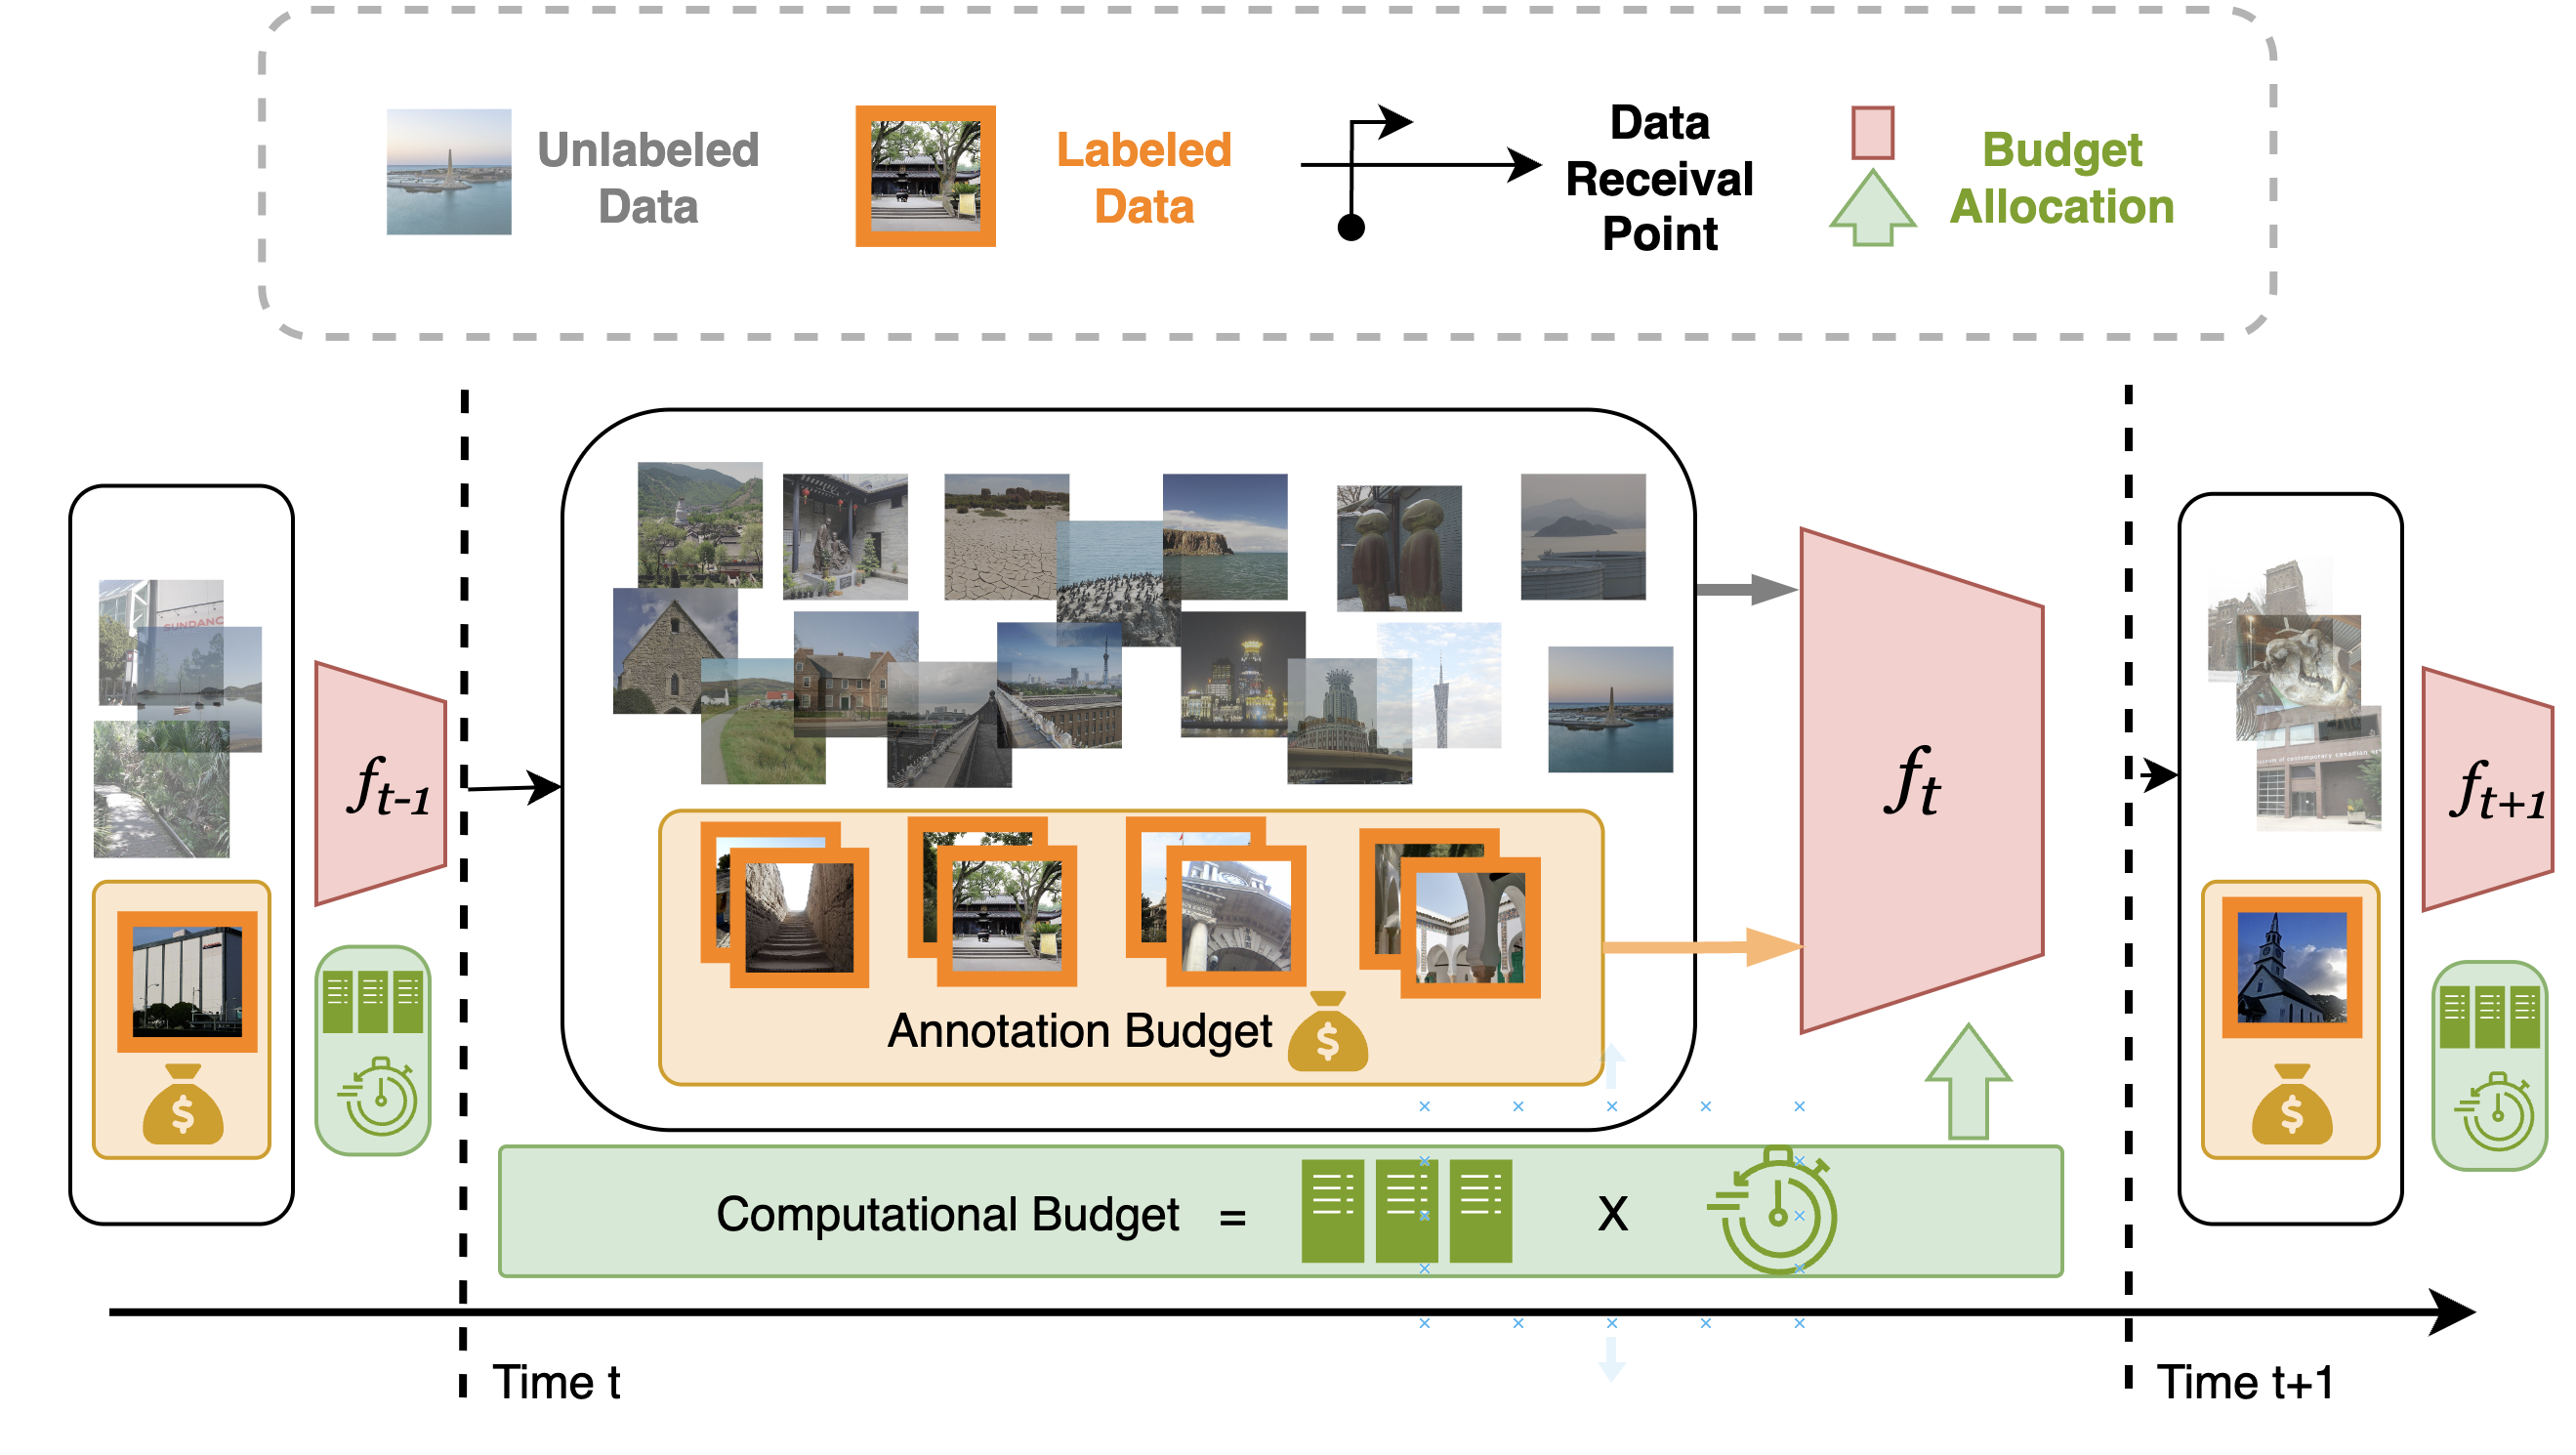 Unlabeled
Data
Labeled
Data
Data
Receival
Point
Budget
Allocation
SUNDANC
f_{t-1}
f_t
f_{t+1}
$
Annotation Budget $
$
Computational Budget = X
Time t
Time t+1